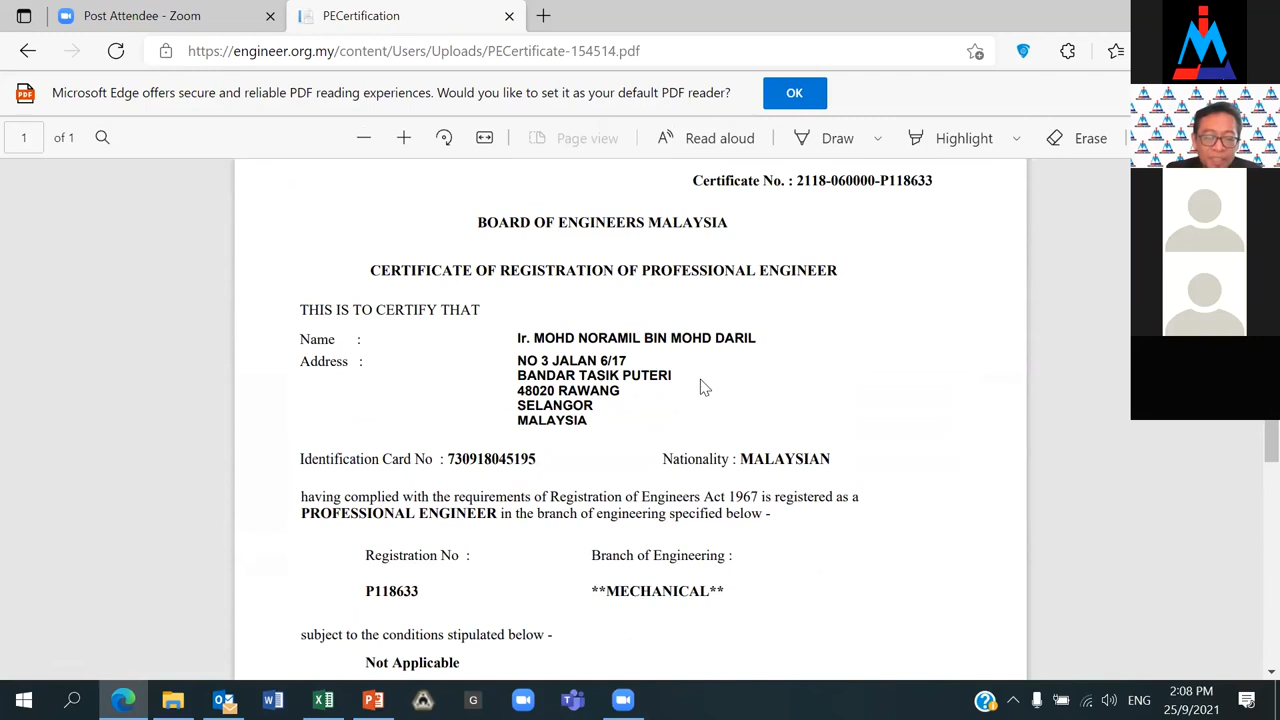 Post Attendee - Zoom
PECertification
https://engineer.org.my/content/Users/Uploads/PECertificate-154514.pdf
Microsoft Edge offers secure and reliable PDF reading experiences. Would you like to set it as your default PDF reader?
OK
1 of 1
Page view
Read aloud
Draw
Highlight
Erase
Certificate No. : 2118-060000-P118633
BOARD OF ENGINEERS MALAYSIA
CERTIFICATE OF REGISTRATION OF PROFESSIONAL ENGINEER
THIS IS TO CERTIFY THAT
Name : Ir. MOHD NORAMIL BIN MOHD DARIL
Address : NO 3 JALAN 6/17
BANDAR TASIK PUTERI
48020 RAWANG
SELANGOR
MALAYSIA
Identification Card No : 730918045195 Nationality : MALAYSIAN
having complied with the requirements of Registration of Engineers Act 1967 is registered as a
PROFESSIONAL ENGINEER in the branch of engineering specified below -
Registration No : Branch of Engineering :
P118633 **MECHANICAL**
subject to the conditions stipulated below -
Not Applicable
ENG
2:08 PM
25/9/2021